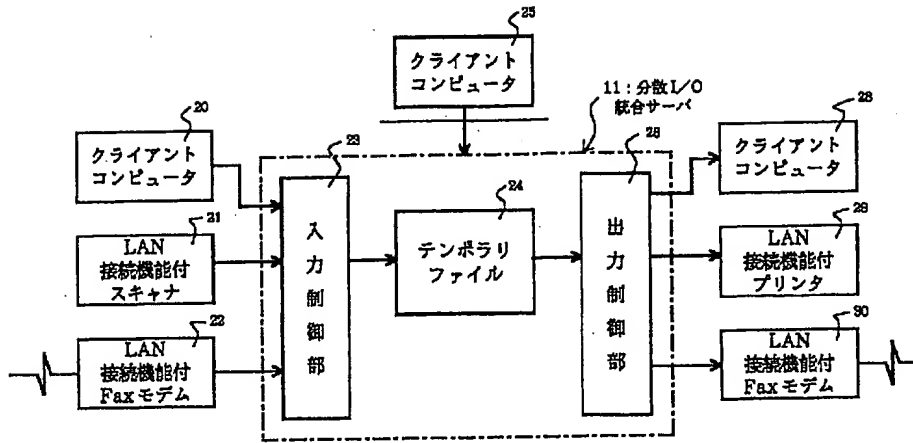 25
クライアント
コンピュータ
11:分散I/O
統合サーバ
20
クライアント
コンピュータ
21
LAN
接続機能付
スキャナ
22
LAN
接続機能付
Faxモデム
23
入力制御部
24
テンポラリ
ファイル
出力制御部
28
クライアント
コンピュータ
LAN
接続機能付
プリンタ
LAN
接続機能付
Faxモデム